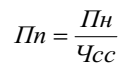 Пп = Пн / Чсс